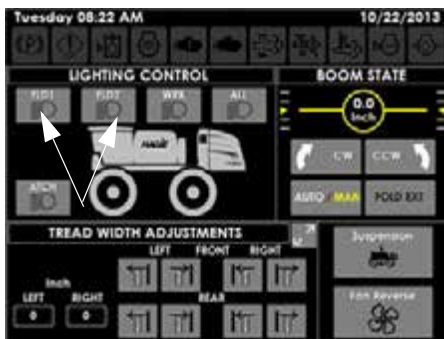 Tuesday 08:22 AM 10/22/2013
LIGHTING CONTROL BOOM STATE
FLD1 FLD2 WRK ALL
0.0
Inch
HAGIE
CW CCW
ATCH
AUTO MAN FOLD EXT
TREAD WIDTH ADJUSTMENTS
Suspension
LEFT FRONT RIGHT
Inch
LEFT RIGHT REAR
Fan Reverse
0 0